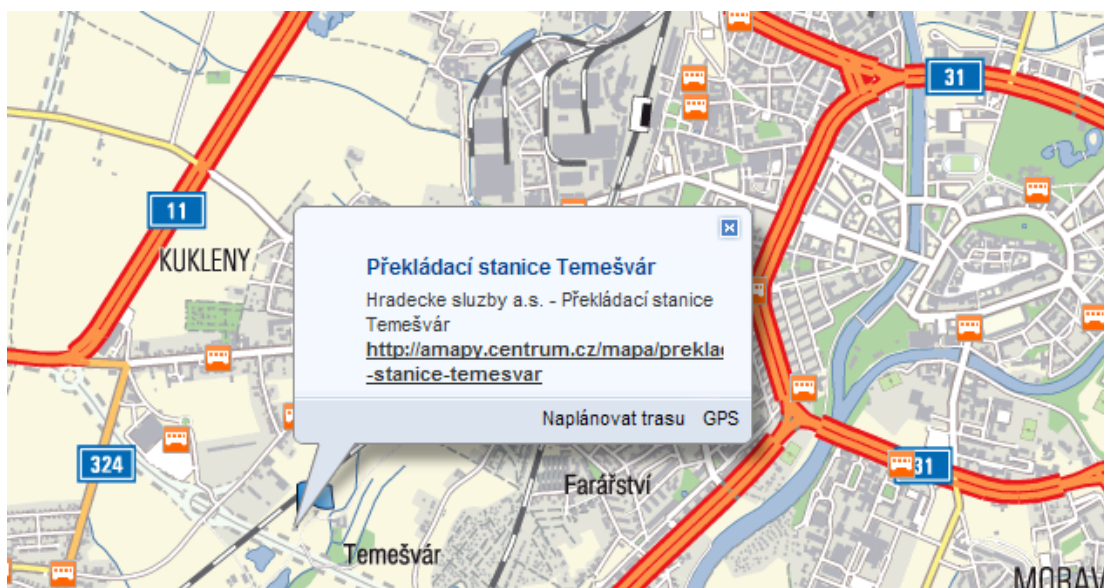 31
11
KUKLENY
Překládací stanice Temešvár
Hradecke sluzby a.s. - Překládací stanice
Temešvár
http://amapy.centrum.cz/mapa/preklad
-stanice-temesvar
Naplánovat trasu GPS
324
31
Farářství
Temešvár
MORAV